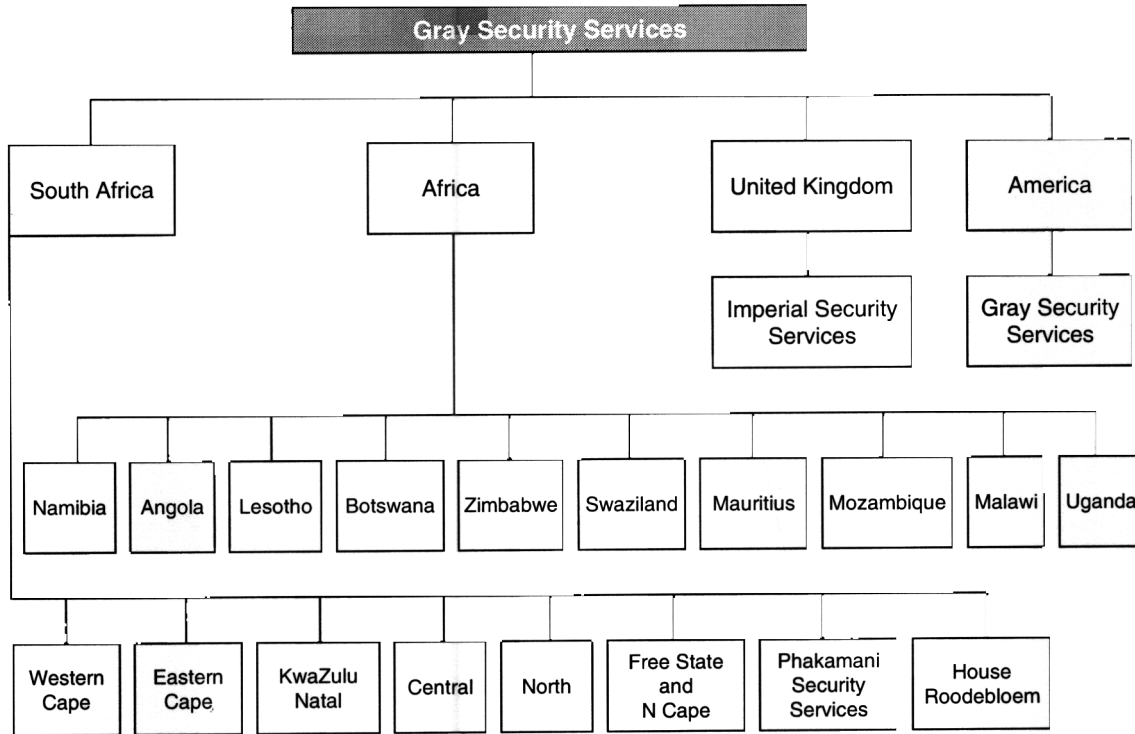 Gray Security Services
South Africa
Africa
United Kingdom
America
Imperial Security
Services
Gray Security
Services
Namibia
Angola
Lesotho
Botswana
Zimbabwe
Swaziland
Mauritius
Mozambique
Malawi
Uganda
Western
Cape
Eastern
Cape
KwaZulu
Natal
Central
North
Free State
and
N Cape
Phakamani
Security
Services
House
Roodebloem